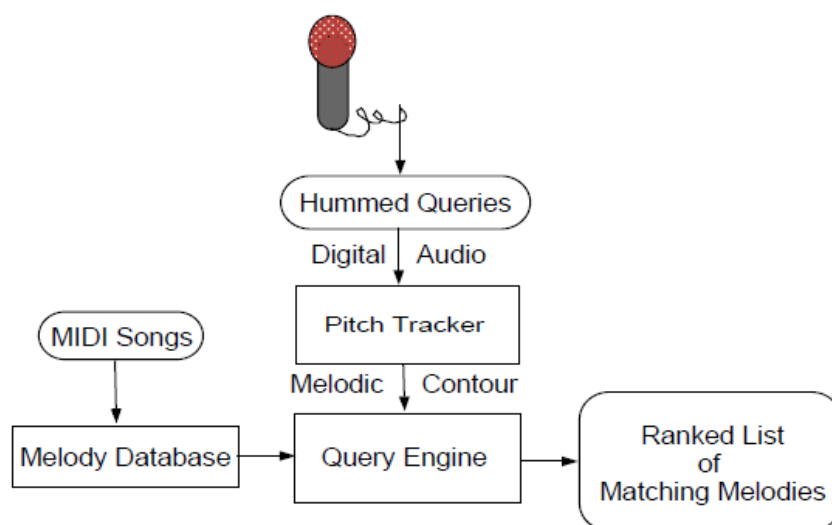 Hummed Queries
Digital Audio
Pitch Tracker
MIDI Songs
Melodic Contour
Melody Database
Query Engine
Ranked List
of
Matching Melodies